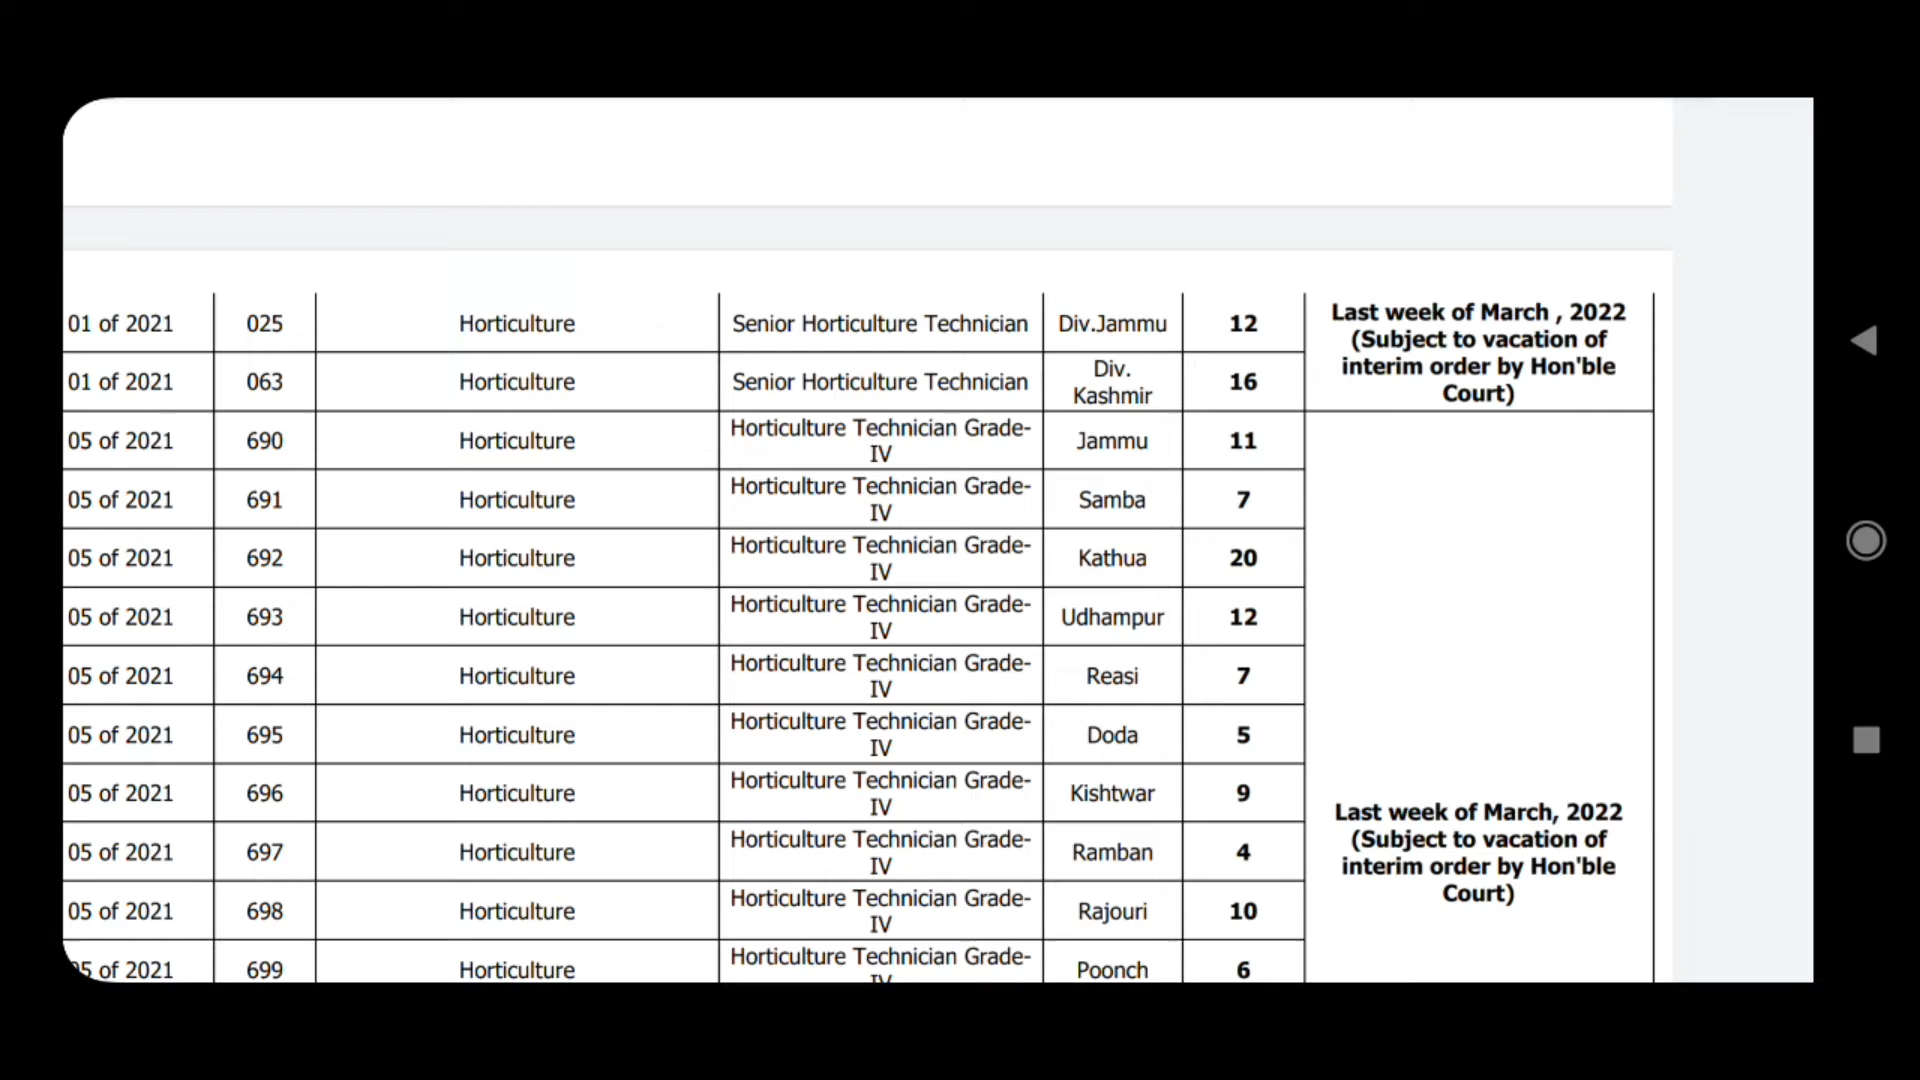 01 of 2021 025 Horticulture Senior Horticulture Technician Div.Jammu 12
Last week of March , 2022
(Subject to vacation of
interim order by Hon'ble
Court)
01 of 2021 063 Horticulture Senior Horticulture Technician Div.
Kashmir 16
05 of 2021 690 Horticulture Horticulture Technician Grade-
IV Jammu 11
05 of 2021 691 Horticulture Horticulture Technician Grade-
IV Samba 7
05 of 2021 692 Horticulture Horticulture Technician Grade-
IV Kathua 20
05 of 2021 693 Horticulture Horticulture Technician Grade-
IV Udhampur 12
05 of 2021 694 Horticulture Horticulture Technician Grade-
IV Reasi 7
05 of 2021 695 Horticulture Horticulture Technician Grade-
IV Doda 5
05 of 2021 696 Horticulture Horticulture Technician Grade-
IV Kishtwar 9
05 of 2021 697 Horticulture Horticulture Technician Grade-
IV Ramban 4
05 of 2021 698 Horticulture Horticulture Technician Grade-
IV Rajouri 10
05 of 2021 699 Horticulture Horticulture Technician Grade-
IV Poonch 6
Last week of March, 2022
(Subject to vacation of
interim order by Hon'ble
Court)